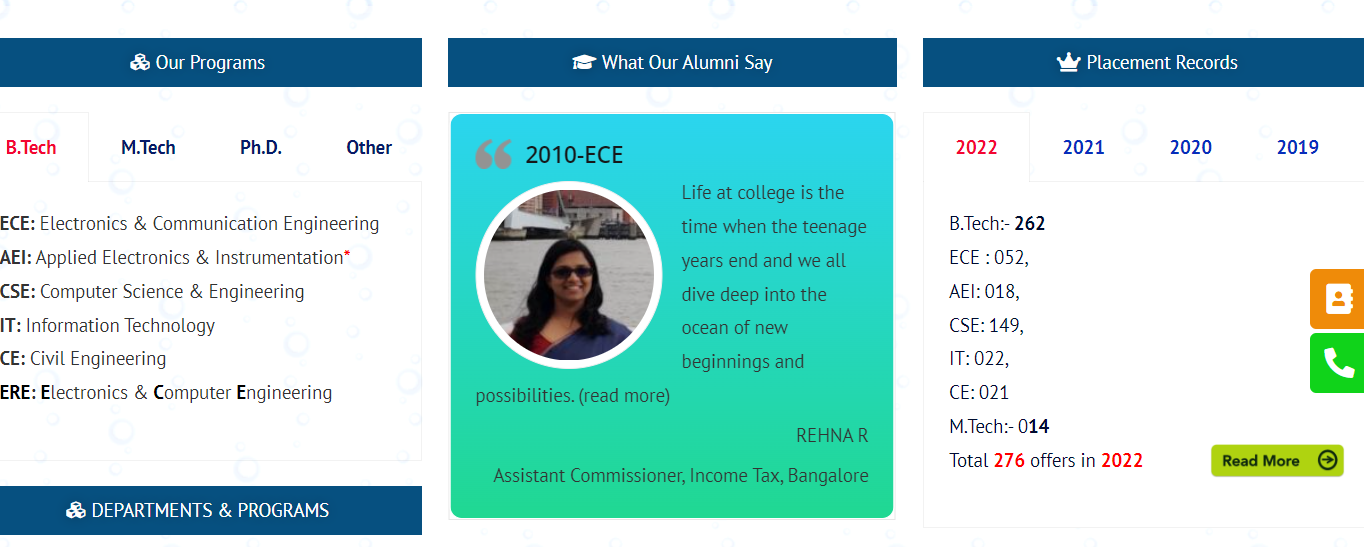 Our Programs
B.Tech M.Tech Ph.D. Other
ECE: Electronics & Communication Engineering
AEI: Applied Electronics & Instrumentation*
CSE: Computer Science & Engineering
IT: Information Technology
CE: Civil Engineering
ERE: Electronics & Computer Engineering
DEPARTMENTS & PROGRAMS
What Our Alumni Say
2010-ECE
Life at college is the
time when the teenage
years end and we all
dive deep into the
ocean of new
beginnings and
possibilities. (read more)
REHNA R
Assistant Commissioner, Income Tax, Bangalore
Placement Records
2022 2021 2020 2019
B.Tech:- 262
ECE : 052,
AEI: 018,
CSE: 149,
IT: 022,
CE: 021
M.Tech:- 014
Total 276 offers in 2022
Read More